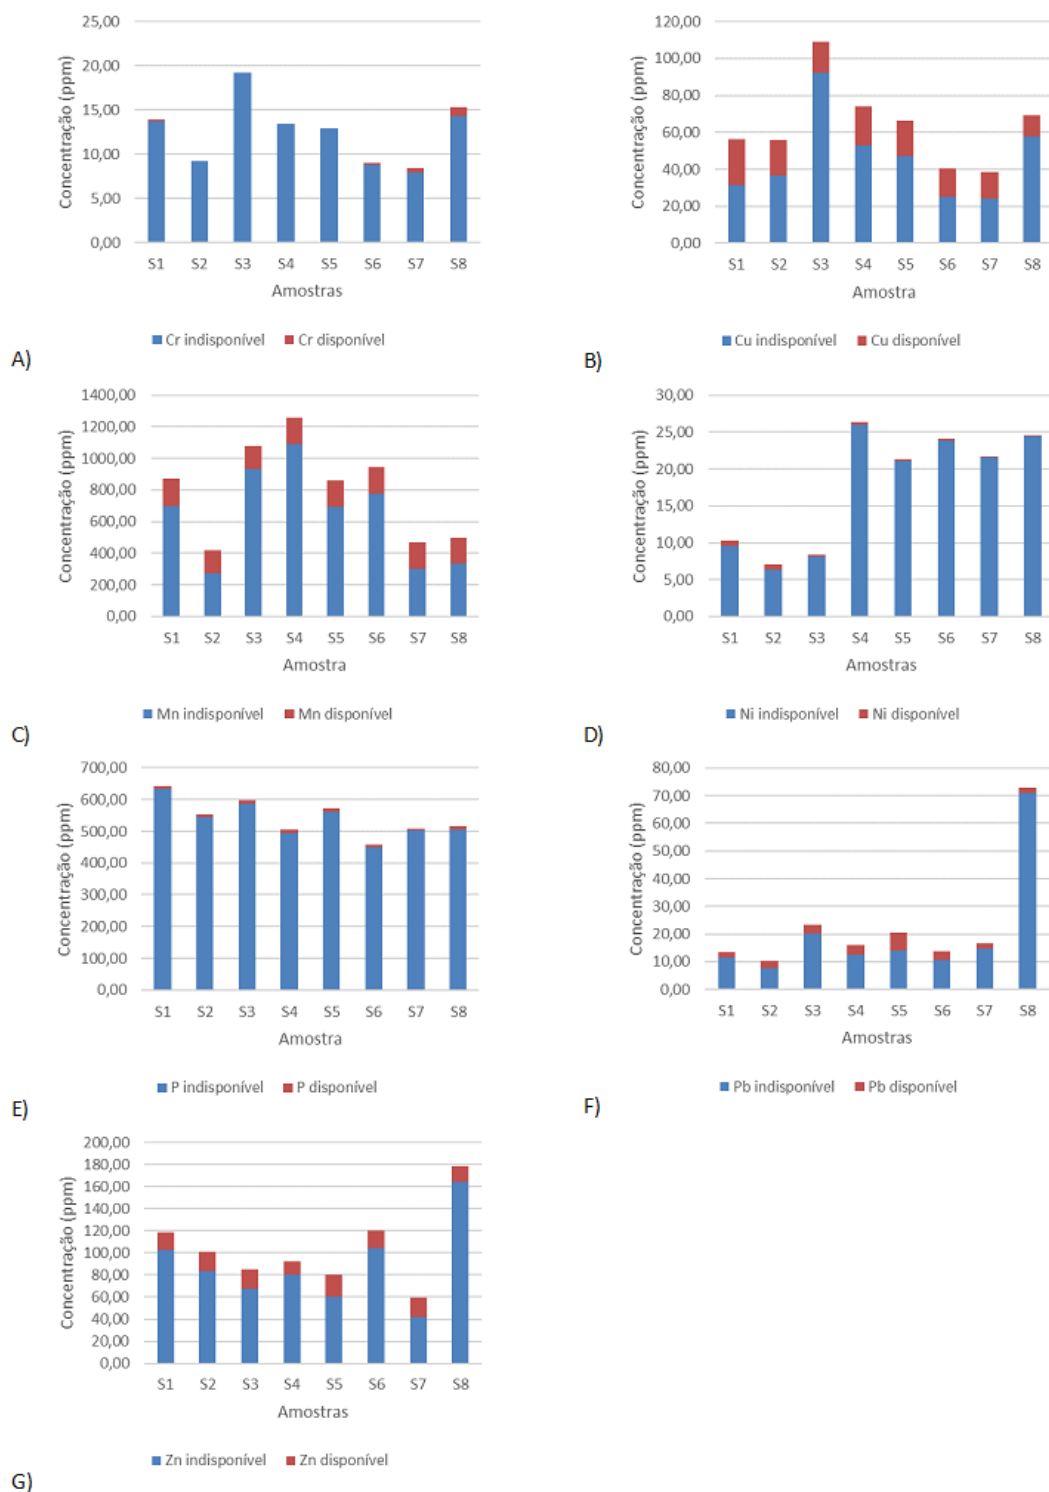 25,00
20,00
15,00
10,00
5,00
0,00
Concentração (ppm)
S1 S2 S3 S4 S5 S6 S7 S8
Amostras
Cr indisponível Cr disponível
A)
120,00
100,00
80,00
60,00
40,00
20,00
0,00
Concentração (ppm)
S1 S2 S3 S4 S5 S6 S7 S8
Amostra
Cu indisponível Cu disponível
B)
1400,00
1200,00
1000,00
800,00
600,00
400,00
200,00
0,00
Concentração (ppm)
S1 S2 S3 S4 S5 S6 S7 S8
Amostra
Mn indisponível Mn disponível
C)
30,00
25,00
20,00
15,00
10,00
5,00
0,00
Concentração (ppm)
S1 S2 S3 S4 S5 S6 S7 S8
Amostras
Ni indisponível Ni disponível
D)
700,00
600,00
500,00
400,00
300,00
200,00
100,00
0,00
Concentração (ppm)
S1 S2 S3 S4 S5 S6 S7 S8
Amostra
P indisponível P disponível
E)
80,00
70,00
60,00
50,00
40,00
30,00
20,00
10,00
0,00
Concentração (ppm)
S1 S2 S3 S4 S5 S6 S7 S8
Amostras
Pb indisponível Pb disponível
F)
200,00
180,00
160,00
140,00
120,00
100,00
80,00
60,00
40,00
20,00
0,00
Concentração (ppm)
S1 S2 S3 S4 S5 S6 S7 S8
Amostras
Zn indisponível Zn disponível
G)